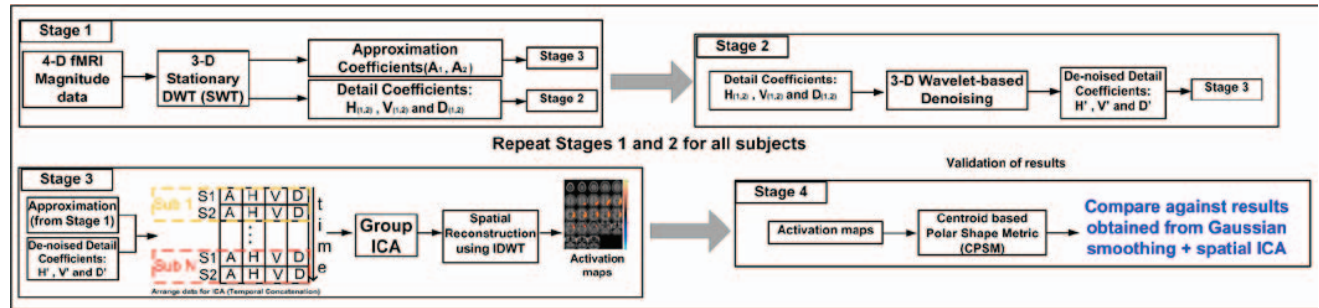 Stage 1
4-D fMRI
Magnitude
data
3-D
Stationary
DWT (SWT)
Approximation
Coefficients(A1, A2)
Stage 3
Detail Coefficients:
H(1,2) , V(1,2) and D(1,2)
Stage 2
Stage 2
Detail Coefficients:
H(1,2) , V(1,2) and D(1,2)
3-D Wavelet-based
Denoising
De-noised Detail
Coefficients:
H' , V' and D'
Stage 3
Repeat Stages 1 and 2 for all subjects
Stage 3
Approximation
(from Stage 1)
De-noised Detail
Coefficients:
H' , V' and D'
Sub 1
S1 A H V D
S2 A H V D
Sub N
S1 A H V D
S2 A H V D
time
Arrange data for ICA (Temporal Concatenation)
Group
ICA
Spatial
Reconstruction
using IDWT
Activation
maps
Validation of results
Stage 4
Activation maps
Centroid based
Polar Shape Metric
(CPSM)
Compare against results
obtained from Gaussian
smoothing + spatial ICA